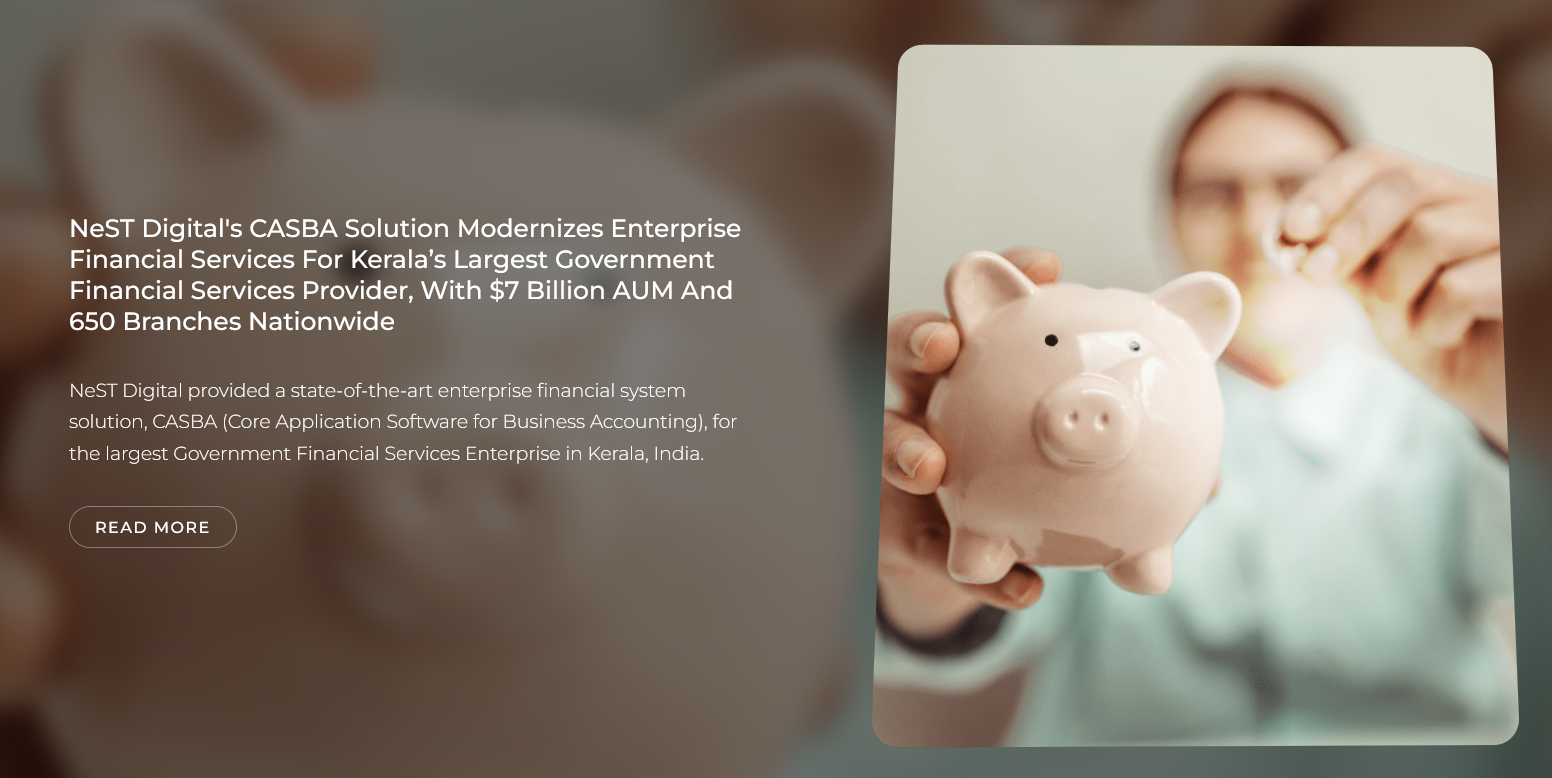 NeST Digital's CASBA Solution Modernizes Enterprise
Financial Services For Kerala’s Largest Government
Financial Services Provider, With $7 Billion AUM And
650 Branches Nationwide
NeST Digital provided a state-of-the-art enterprise financial system
solution, CASBA (Core Application Software for Business Accounting), for
the largest Government Financial Services Enterprise in Kerala, India.
READ MORE